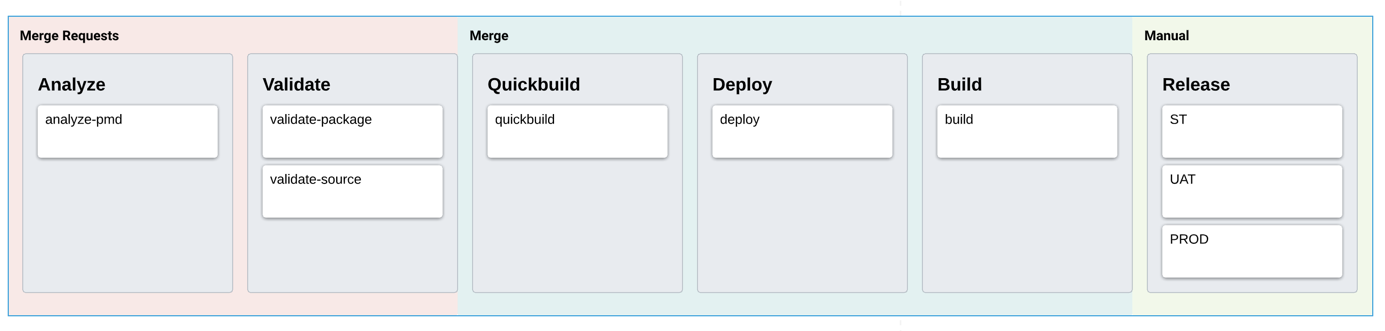 Merge Requests
Merge
Manual
Analyze
analyze-pmd
Validate
validate-package
validate-source
Quickbuild
quickbuild
Deploy
deploy
Build
build
Release
ST
UAT
PROD